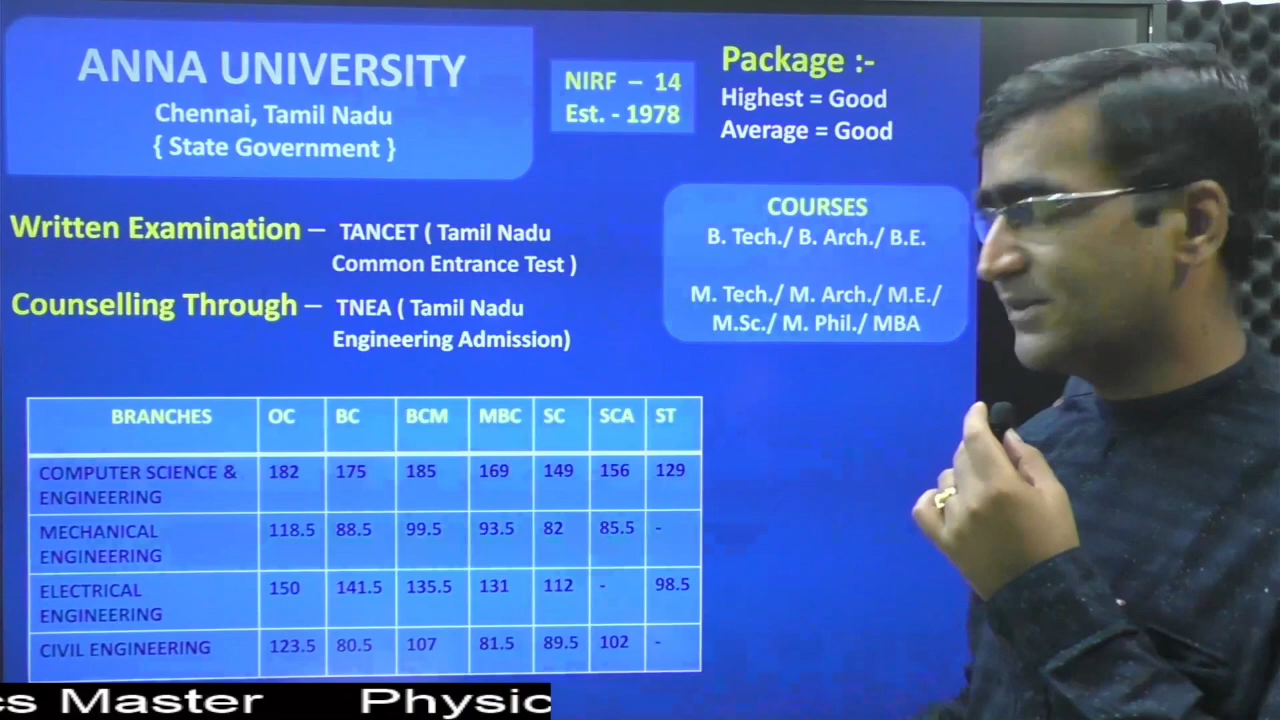 ANNA UNIVERSITY
Chennai, Tamil Nadu
{ State Government }
NIRF – 14
Est. - 1978
Package :-
Highest = Good
Average = Good
Written Examination – TANCET ( Tamil Nadu
Common Entrance Test )
Counselling Through – TNEA ( Tamil Nadu
Engineering Admission)
COURSES
B. Tech./ B. Arch./ B.E.
M. Tech./ M. Arch./ M.E./
M.Sc./ M. Phil./ MBA
BRANCHES OC BC BCM MBC SC SCA ST
COMPUTER SCIENCE & ENGINEERING 182 175 185 169 149 156 129
MECHANICAL ENGINEERING 118.5 88.5 99.5 93.5 82 85.5 -
ELECTRICAL ENGINEERING 150 141.5 135.5 131 112 - 98.5
CIVIL ENGINEERING 123.5 80.5 107 81.5 89.5 102 -
cs Master Physic